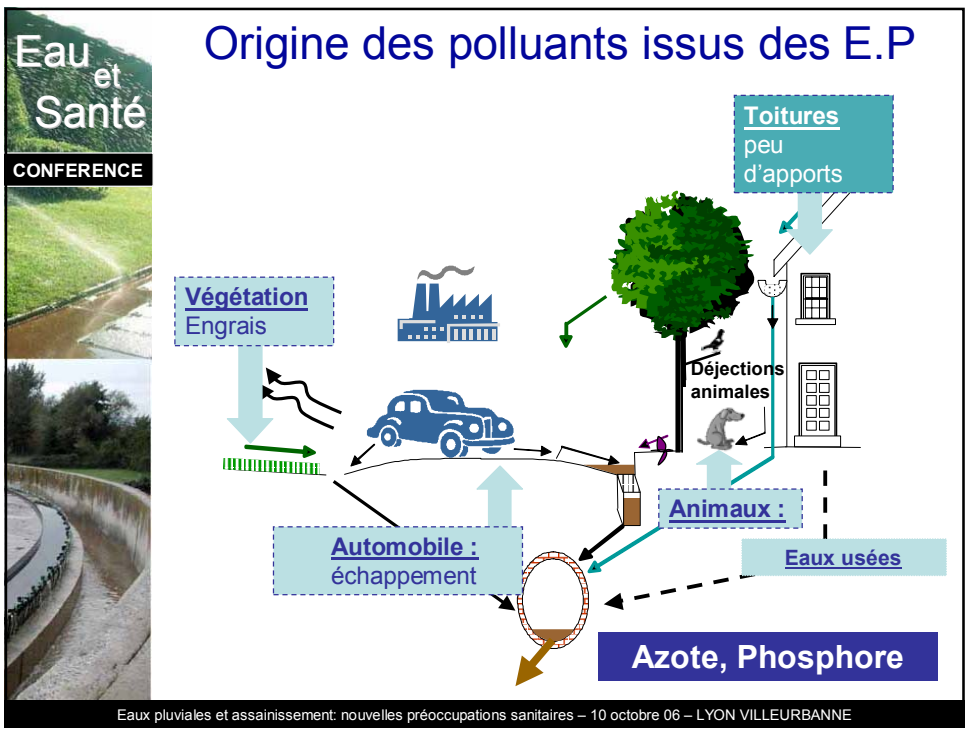 Origine des polluants issus des E.P
Eau
et
Santé
CONFERENCE
Toitures
peu
d'apports
Végétation
Engrais
Déjections
animales
Animaux :
Automobile :
échappement
Eaux usées
Azote, Phosphore
Eaux pluviales et assainissement: nouvelles préoccupations sanitaires – 10 octobre 06 – LYON VILLEURBANNE